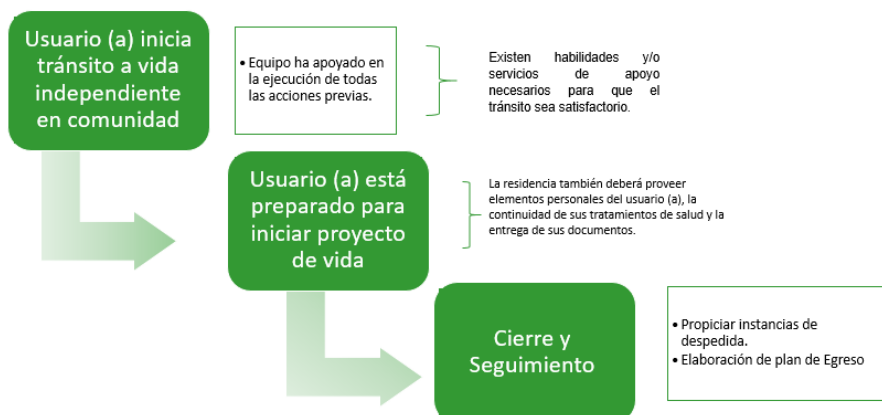 Usuario (a) inicia
tránsito a vida
independiente
en comunidad
• Equipo ha apoyado en
la ejecución de todas
las acciones previas.
Existen habilidades y/o
servicios de apoyo
necesarios para que el
tránsito sea satisfactorio.
Usuario (a) está
preparado para
iniciar proyecto
de vida
La residencia también deberá proveer
elementos personales del usuario (a), la
continuidad de sus tratamientos de salud y la
entrega de sus documentos.
Cierre y
Seguimiento
• Propiciar instancias de
despedida.
• Elaboración de plan de Egreso